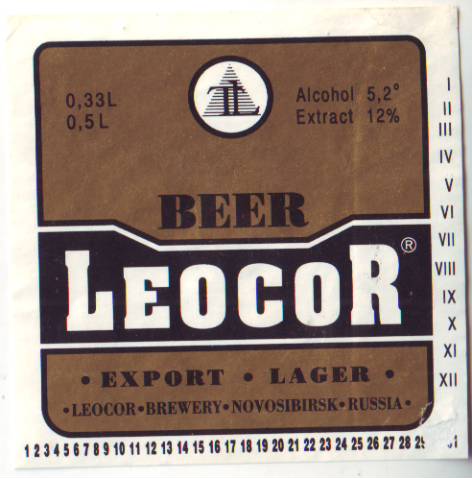 0,33L
0,5L
TL
Alcohol 5,2°
Extract 12%
BEER
LEOCOR®
• EXPORT • LAGER •
•LEOCOR•BREWERY•NOVOSIBIRSK•RUSSIA•
I
II
III
IV
V
VI
VII
VIII
IX
X
XI
XII
1 2 3 4 5 6 7 8 9 10 11 12 13 14 15 16 17 18 19 20 21 22 23 24 25 26 27 28